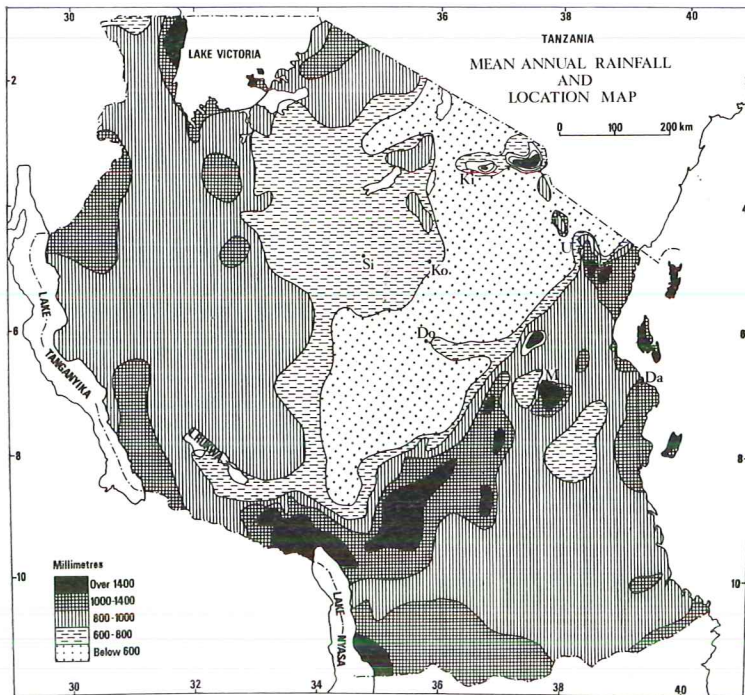 30 32 34 36 38 40
TANZANIA
MEAN ANNUAL RAINFALL
AND
LOCATION MAP
0 100 200 km
LAKE VICTORIA
2
Ki
4
4
U
Si
Ko
6
Do
6
LAKE
TANGANYIKA
M
Da
RUKWA
8
8
Millimetres
Over 1400
1000-1400
800-1000
600-800
Below 600
10
10
LAKE NYASA
30 32 34 36 38 40